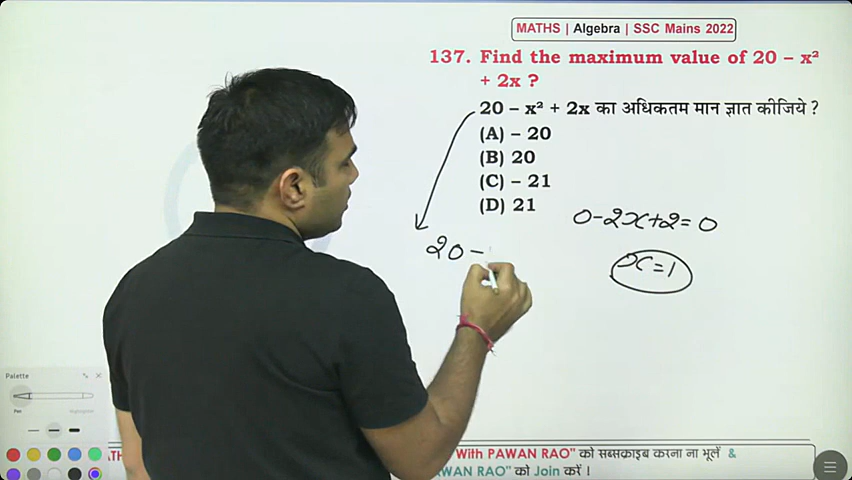 MATHS | Algebra | SSC Mains 2022
137. Find the maximum value of 20 – x²
+ 2x ?
20 – x² + 2x का अधिकतम मान ज्ञात कीजिये ?
(A) – 20
(B) 20
(C) – 21
(D) 21
0-2x+2=0
x=1
20 -
Palette
Pen
Highlighter
With PAWAN RAO" को सब्सक्राइब करना ना भूलें &
WAN RAO" को Join करें !